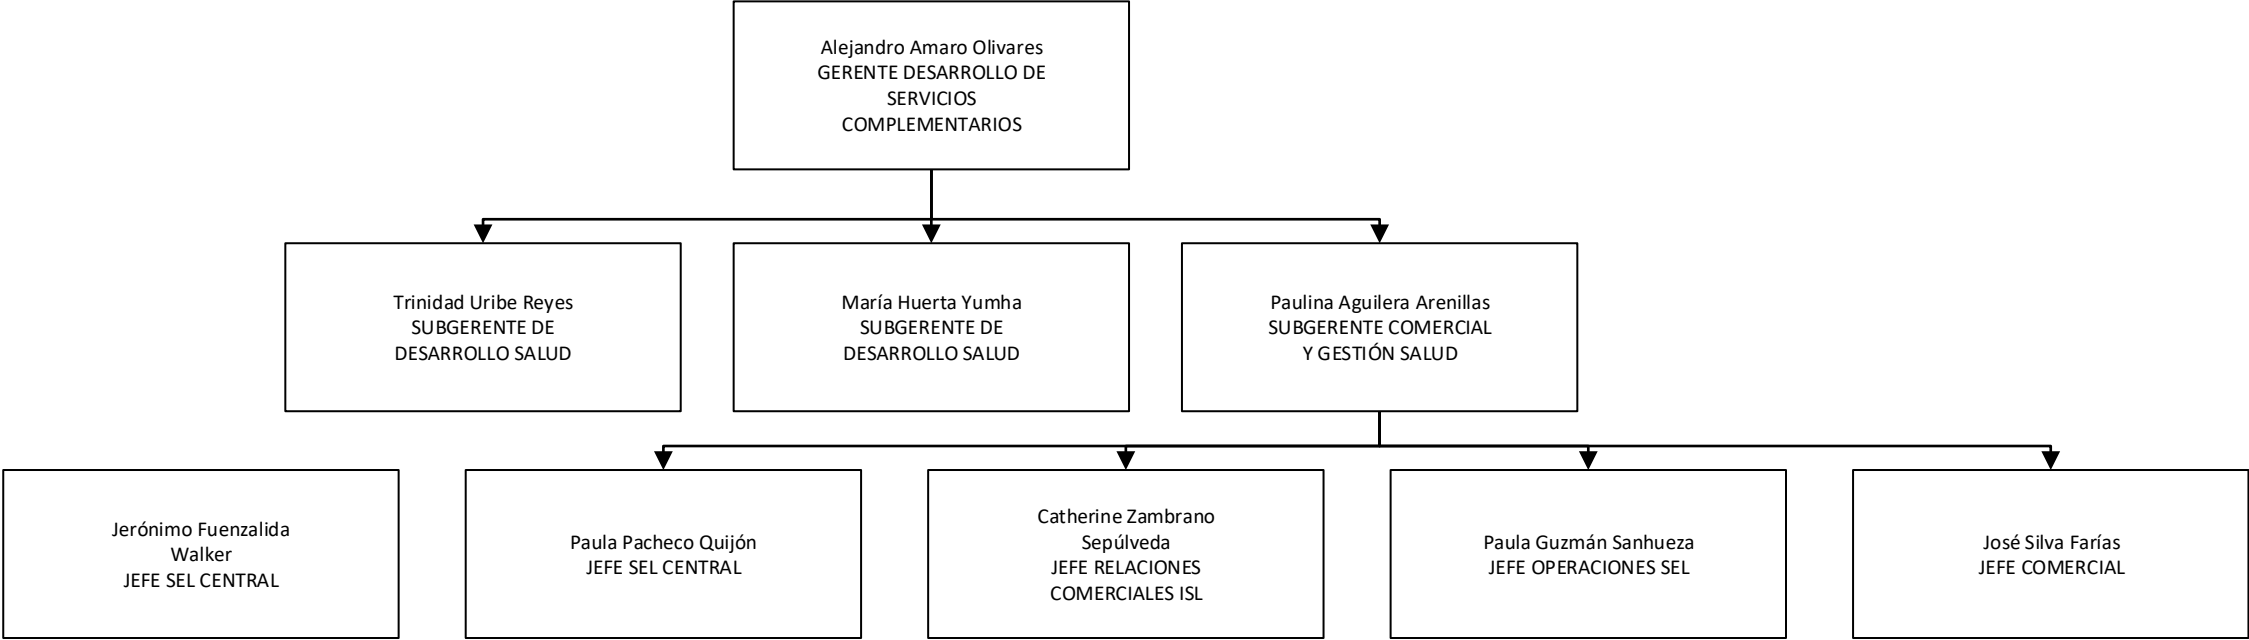 Alejandro Amaro Olivares
GERENTE DESARROLLO DE
SERVICIOS
COMPLEMENTARIOS
Trinidad Uribe Reyes
SUBGERENTE DE
DESARROLLO SALUD
María Huerta Yumha
SUBGERENTE DE
DESARROLLO SALUD
Paulina Aguilera Arenillas
SUBGERENTE COMERCIAL
Y GESTIÓN SALUD
Jerónimo Fuenzalida
Walker
JEFE SEL CENTRAL
Paula Pacheco Quijón
JEFE SEL CENTRAL
Catherine Zambrano
Sepúlveda
JEFE RELACIONES
COMERCIALES ISL
Paula Guzmán Sanhueza
JEFE OPERACIONES SEL
José Silva Farías
JEFE COMERCIAL